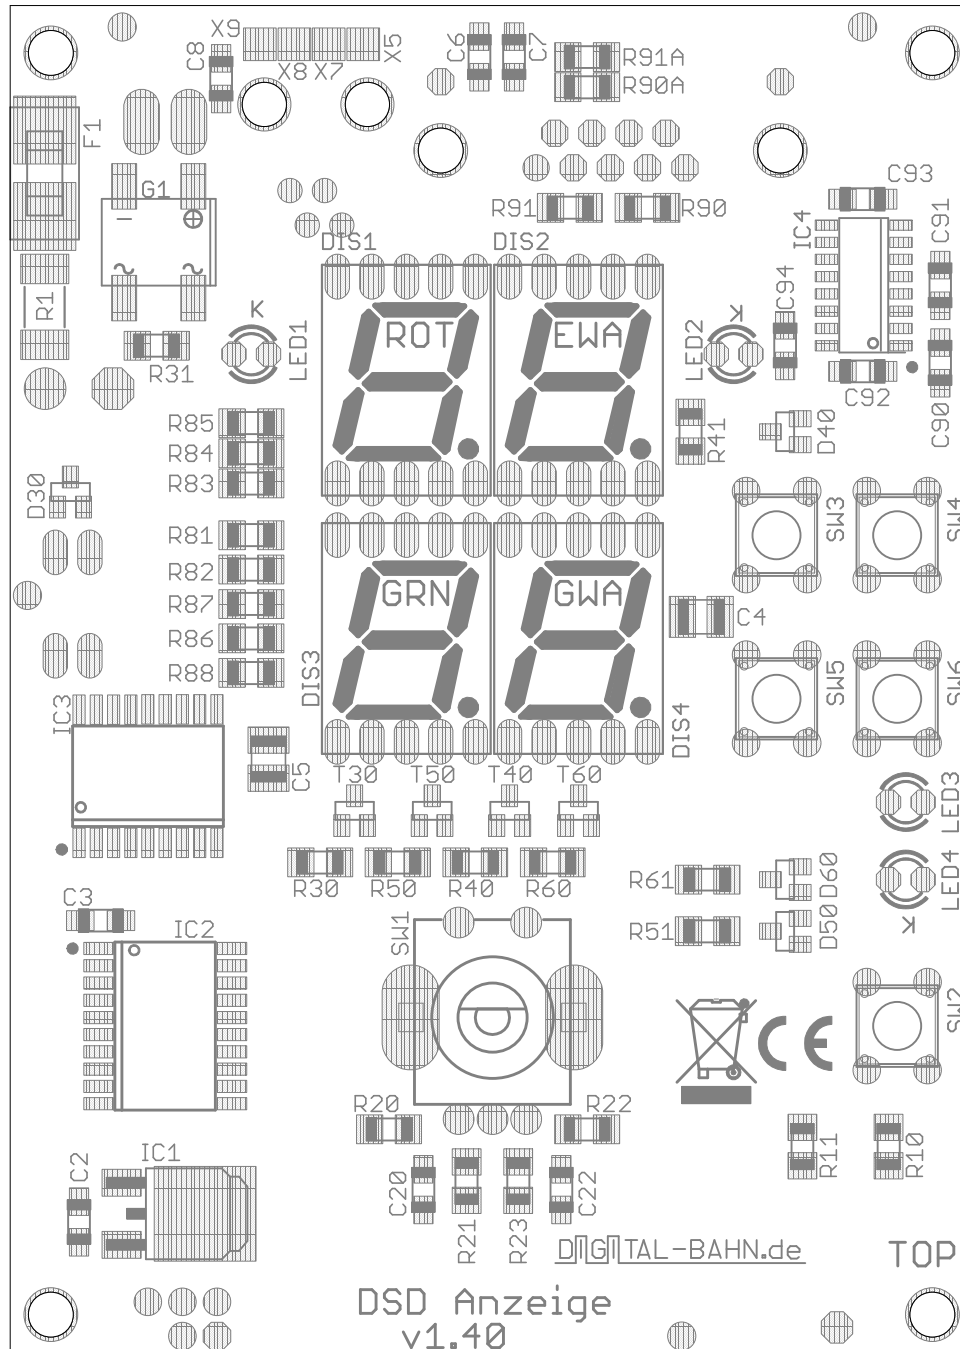 X9
C8
X8 X7
X5
C6
C7
R91A
R90A
F1
G1
R91
R90
C93
C91
IC4
DIS1
DIS2
R1
K
LED1
ROT
EWA
LED2
K
C94
R31
C92
C90
R85
R84
R83
R41
D40
D30
R81
R82
R87
R86
R88
SW3
SW4
GRN
GWA
C4
DIS3
DIS4
SW5
SW6
IC3
C5
T30
T50
T40
T60
LED3
R30
R50
R40
R60
R61
D60
LED4
K
C3
IC2
SW1
R51
D50
SW2
CE
R20
R22
R11
R10
C2
IC1
C20
R21
R23
C22
DIGITAL-BAHN.de
TOP
DSD Anzeige
v1.40